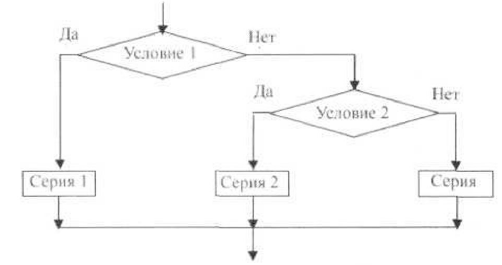 Да
Нет
Условие 1
Да
Нет
Условие 2
Серия 1
Серия 2
Серия